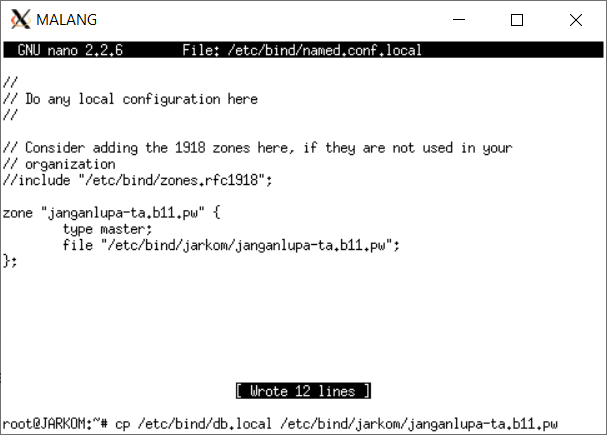 MALANG
GNU nano 2.2.6 File: /etc/bind/named.conf.local
//
// Do any local configuration here
//
// Consider adding the 1918 zones here, if they are not used in your
// organization
//include "/etc/bind/zones.rfc1918";
zone "janganlupa-ta.b11.pw" {
type master;
file "/etc/bind/jarkom/janganlupa-ta.b11.pw";
};
[ Wrote 12 lines ]
root@JARKOM:~# cp /etc/bind/db.local /etc/bind/jarkom/janganlupa-ta.b11.pw